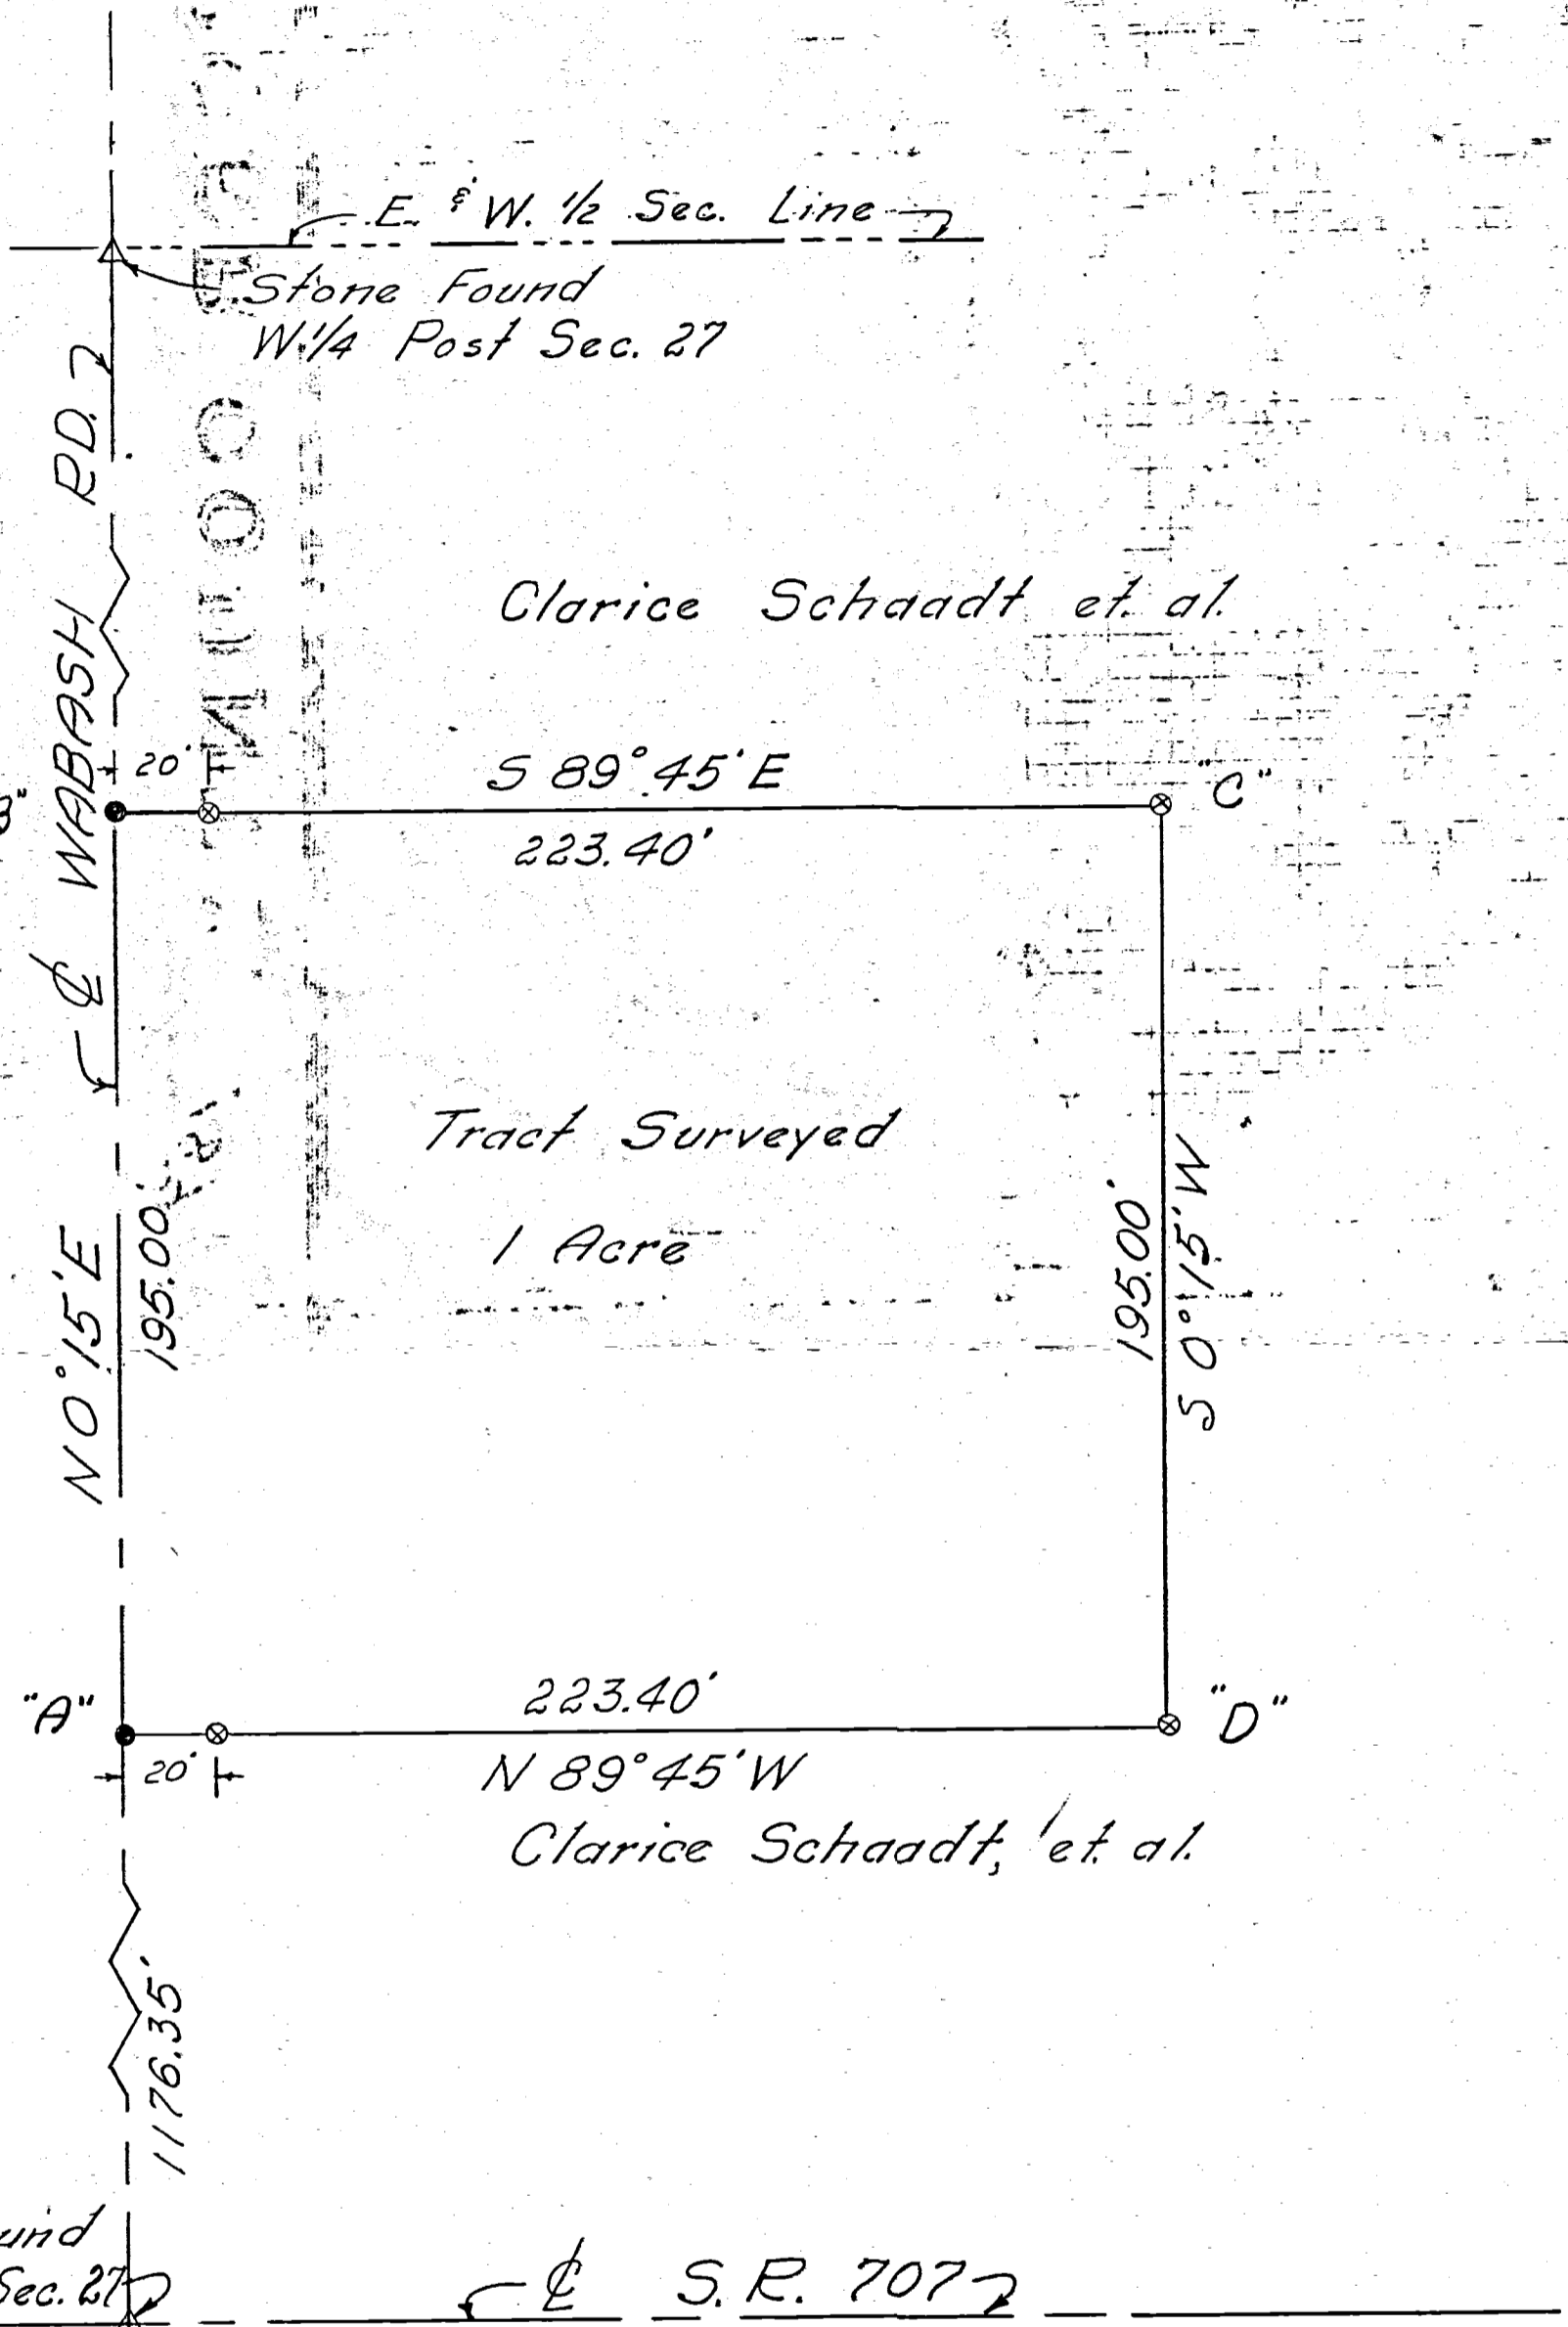 E. & W. 1/2 Sec. Line
Stone Found
W. 1/4 Post Sec. 27
℄ WABASH RD.
Clarice Schaadt et. al.
20'
S 89° 45' E
"C"
223.40'
Tract Surveyed
1 Acre
N 0° 15' E
195.00'
195.00'
S 0° 15' W
"A"
223.40'
"D"
20'
N 89° 45' W
Clarice Schaadt, et. al.
1176.35'
Sec. 27
℄ S. R. 707